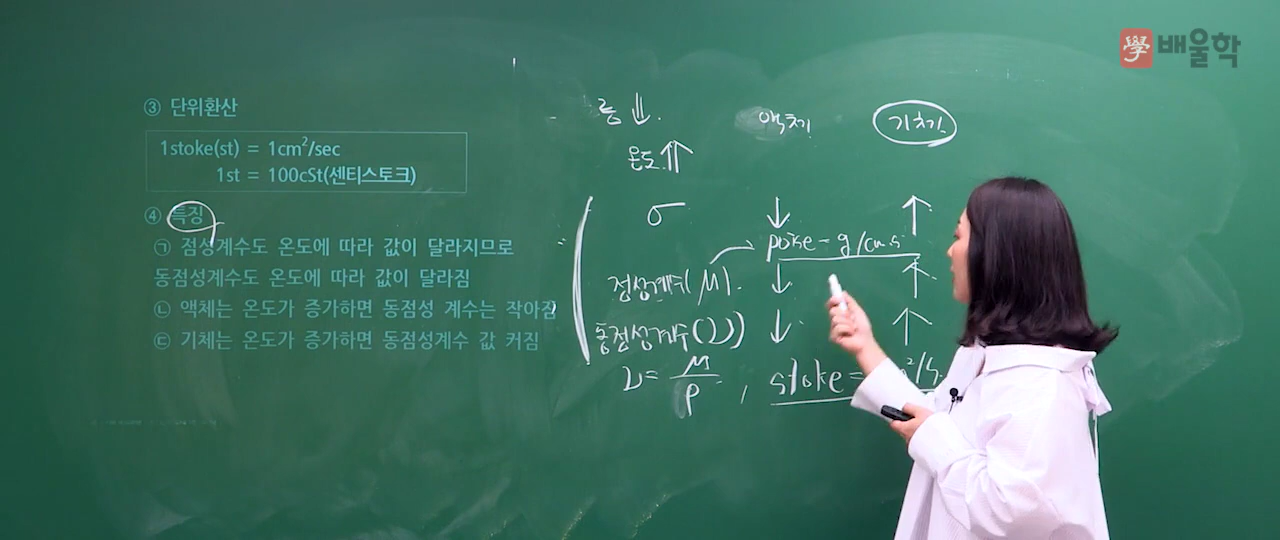 學 배울학
③ 단위환산
1stoke(st) = 1cm²/sec
1st = 100cSt(센티스토크)
④ 특징
㉠ 점성계수도 온도에 따라 값이 달라지므로
동점성계수도 온도에 따라 값이 달라짐
㉡ 액체는 온도가 증가하면 동점성 계수는 작아짐
㉢ 기체는 온도가 증가하면 동점성계수 값 커짐
↓ 액체 기체
온도 ↑↑
σ ↓ ↑
poise = g/cm·s
점성계수(μ) ↓ ↑
동점성계수(ν) ↓ ↑
ν = μ/ρ , stoke = ²/s